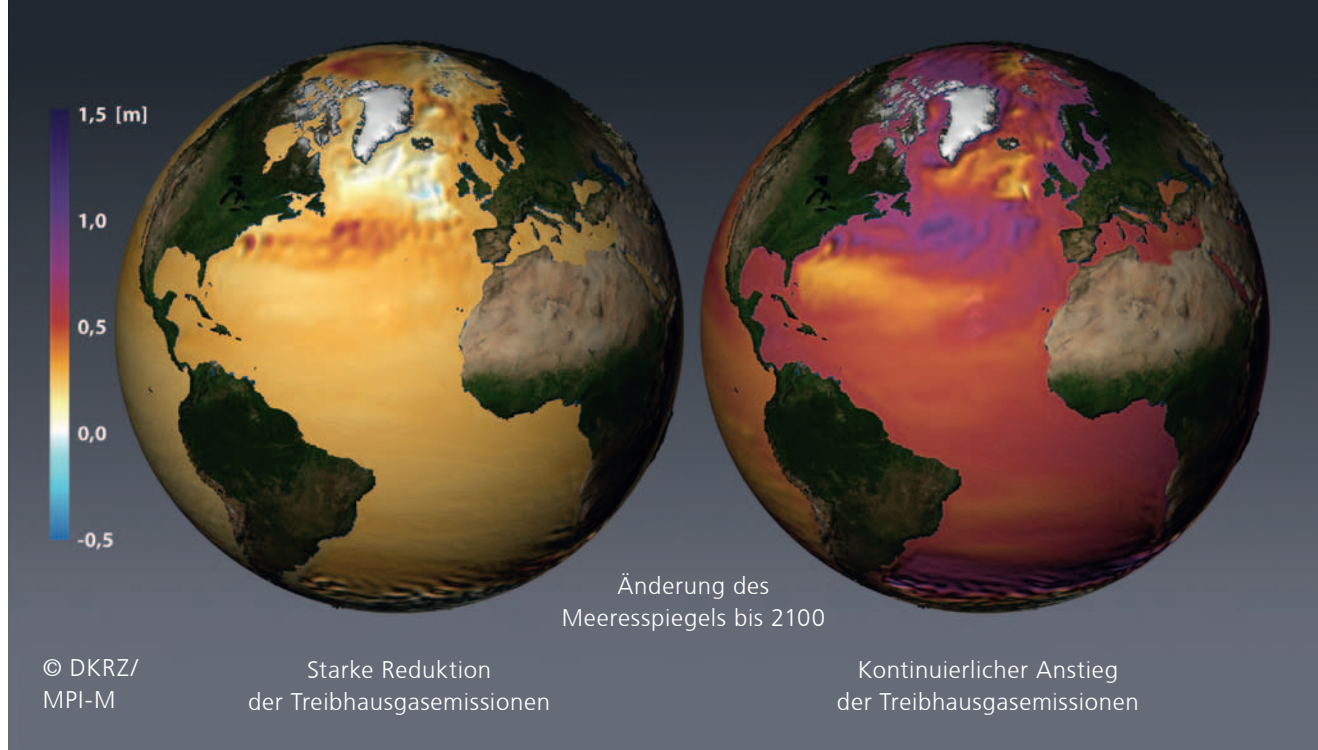 1,5 [m]
1,0
0,5
0,0
-0,5
Änderung des
Meeresspiegels bis 2100
© DKRZ/
MPI-M
Starke Reduktion
der Treibhausgasemissionen
Kontinuierlicher Anstieg
der Treibhausgasemissionen